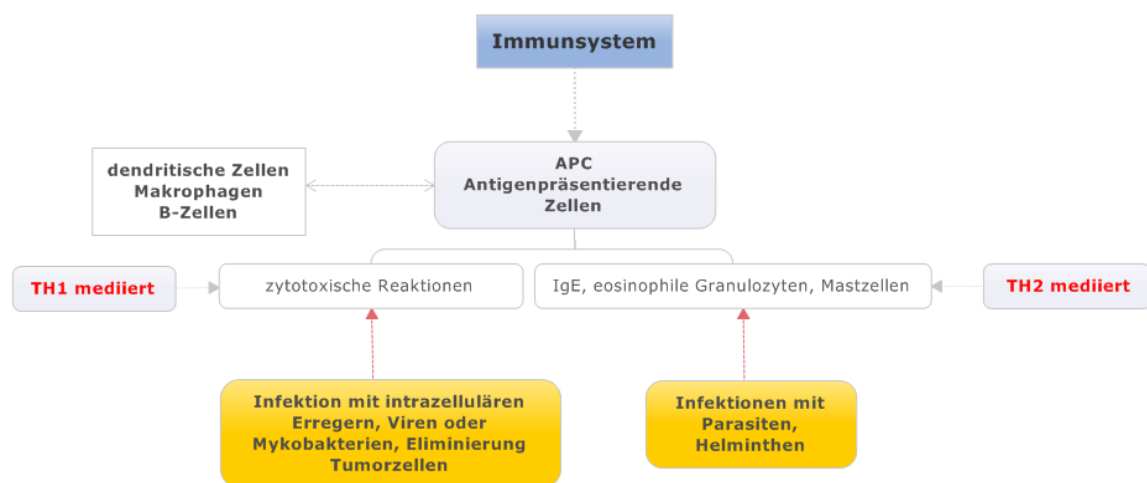 Immunsystem
dendritische Zellen
Makrophagen
B-Zellen
APC
Antigenpräsentierende
Zellen
TH1 mediiert
zytotoxische Reaktionen
IgE, eosinophile Granulozyten, Mastzellen
TH2 mediiert
Infektion mit intrazellulären
Erregern, Viren oder
Mykobakterien, Eliminierung
Tumorzellen
Infektionen mit
Parasiten,
Helminthen